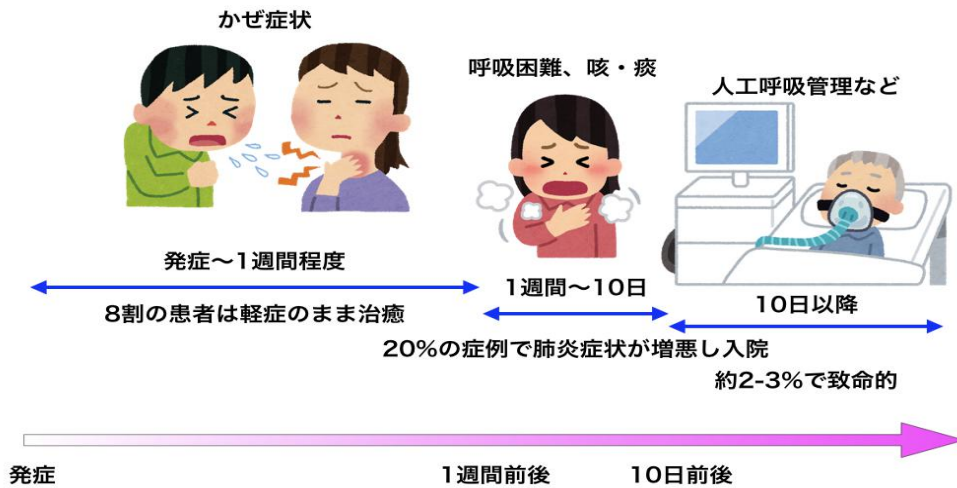 かぜ症状
呼吸困難、咳・痰
人工呼吸管理など
発症〜1週間程度
8割の患者は軽症のまま治癒
1週間〜10日
20%の症例で肺炎症状が増悪し入院
10日以降
約2-3%で致命的
発症
1週間前後
10日前後